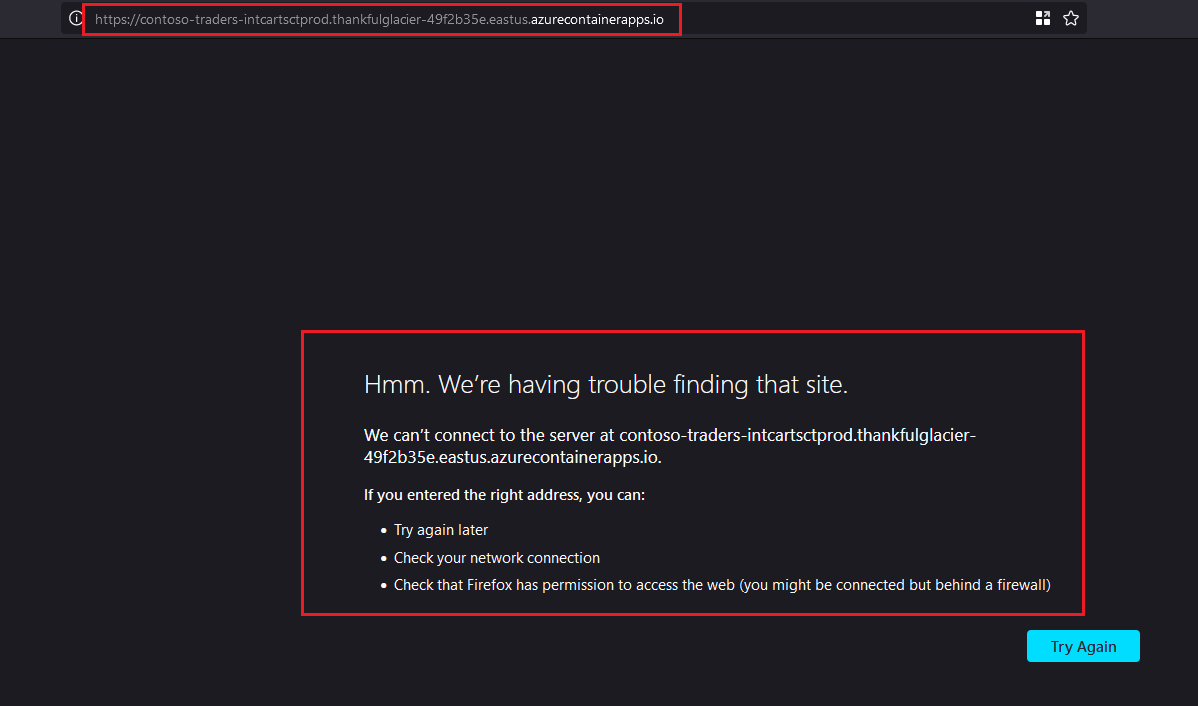 https://contoso-traders-intcartsctprod.thankfulglacier-49f2b35e.eastus.azurecontainerapps.io
Hmm. We’re having trouble finding that site.
We can’t connect to the server at contoso-traders-intcartsctprod.thankfulglacier-
49f2b35e.eastus.azurecontainerapps.io.
If you entered the right address, you can:
• Try again later
• Check your network connection
• Check that Firefox has permission to access the web (you might be connected but behind a firewall)
Try Again